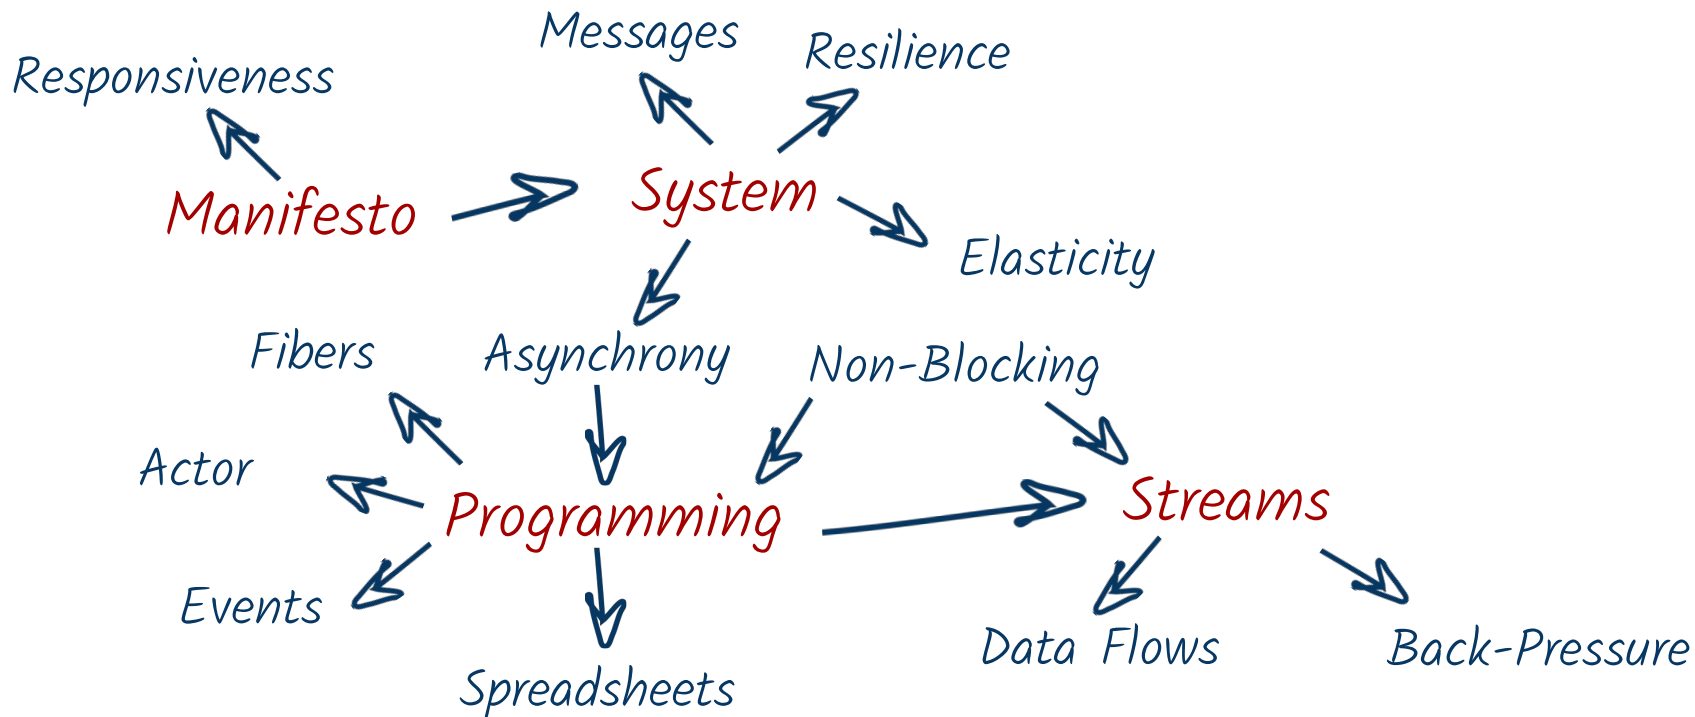 Messages
Resilience
Responsiveness
System
Manifesto
Elasticity
Fibers
Asynchrony
Non-Blocking
Actor
Programming
Streams
Events
Data Flows
Back-Pressure
Spreadsheets